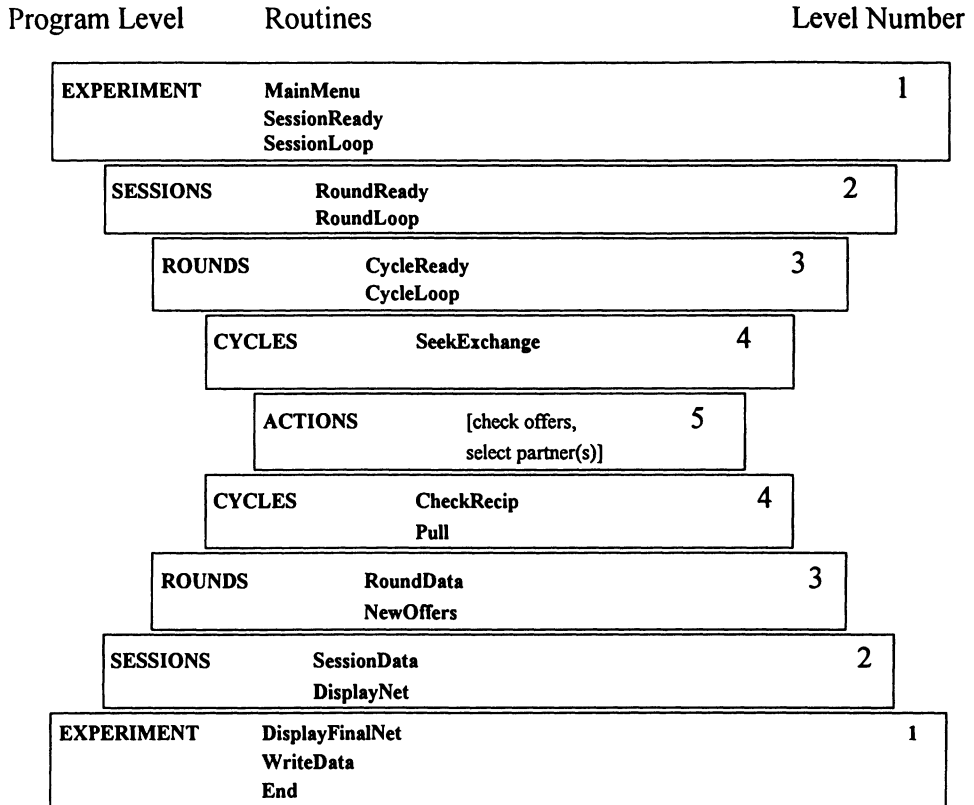 Program Level Routines Level Number
EXPERIMENT MainMenu 1
SessionReady
SessionLoop
SESSIONS RoundReady 2
RoundLoop
ROUNDS CycleReady 3
CycleLoop
CYCLES SeekExchange 4
ACTIONS [check offers, 5
select partner(s)]
CYCLES CheckRecip 4
Pull
ROUNDS RoundData 3
NewOffers
SESSIONS SessionData 2
DisplayNet
EXPERIMENT DisplayFinalNet 1
WriteData
End